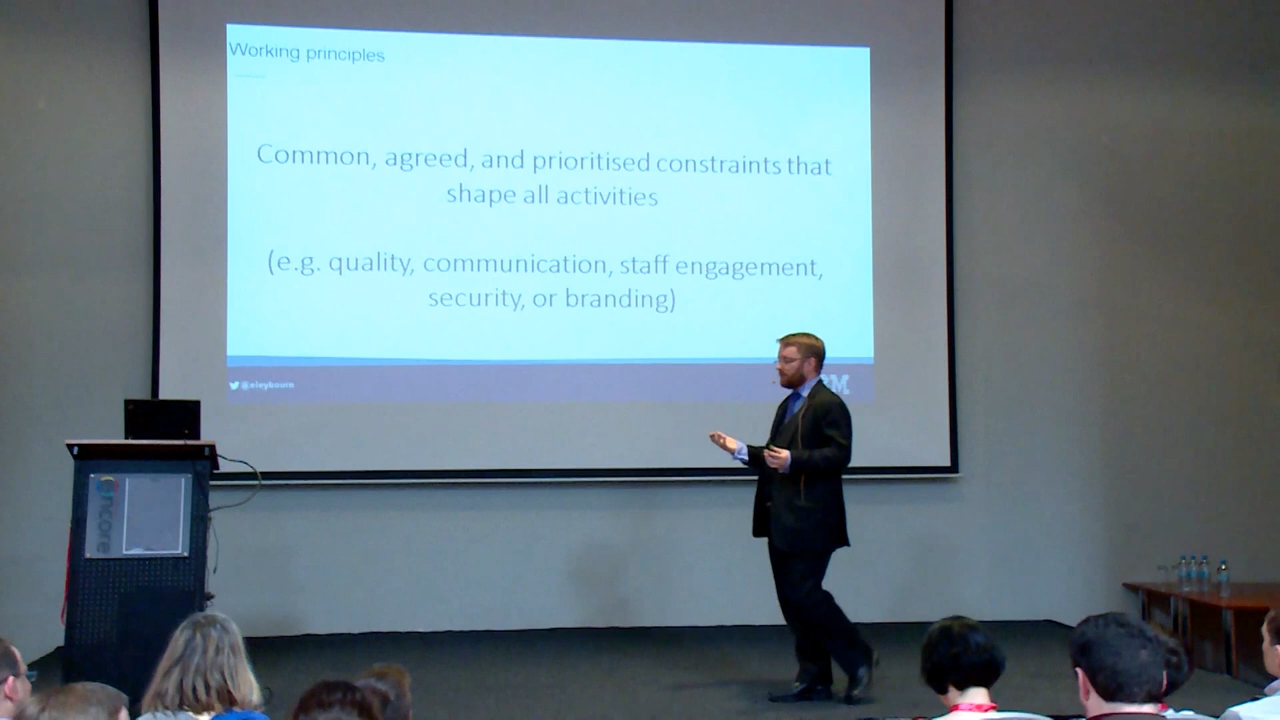 Working principles
Common, agreed, and prioritised constraints that
shape all activities
(e.g. quality, communication, staff engagement,
security, or branding)
@eleybourn
ncore